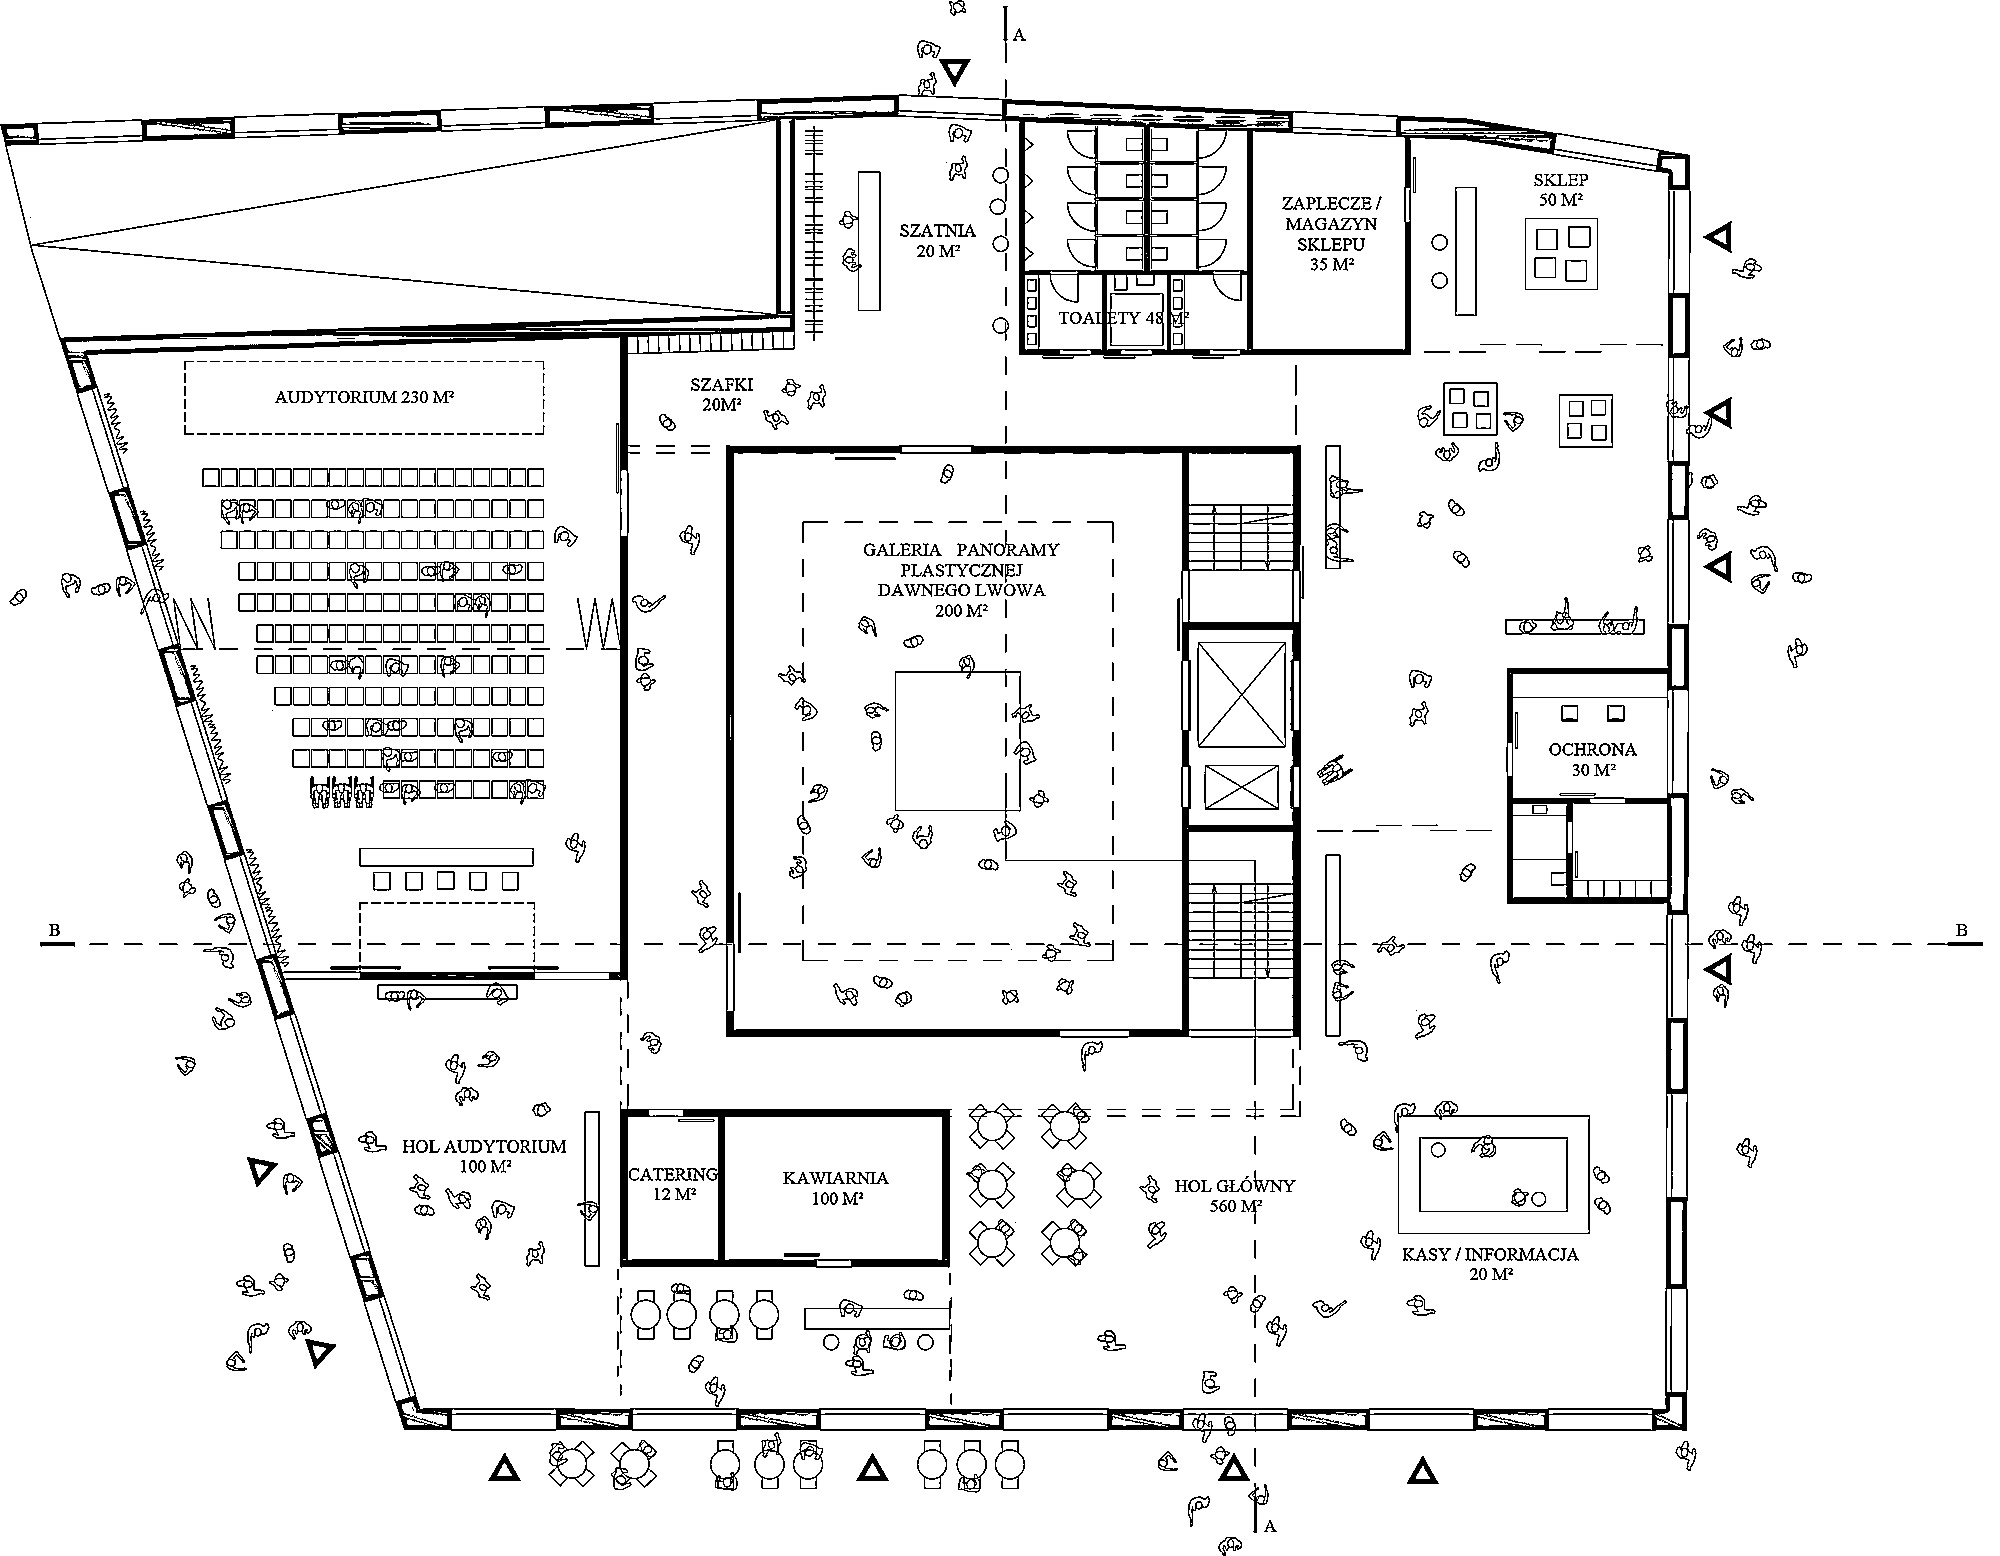 A
SKLEP
50 M²
ZAPLECZE /
MAGAZYN
SKLEPU
35 M²
SZATNIA
20 M²
TOALETY 48 M²
SZAFKI
20M²
AUDYTORIUM 230 M²
GALERIA PANORAMY
PLASTYCZNEJ
DAWNEGO LWOWA
200 M²
OCHRONA
30 M²
B
B
HOL AUDYTORIUM
100 M²
CATERING
12 M²
KAWIARNIA
100 M²
HOL GŁÓWNY
560 M²
KASY / INFORMACJA
20 M²
A